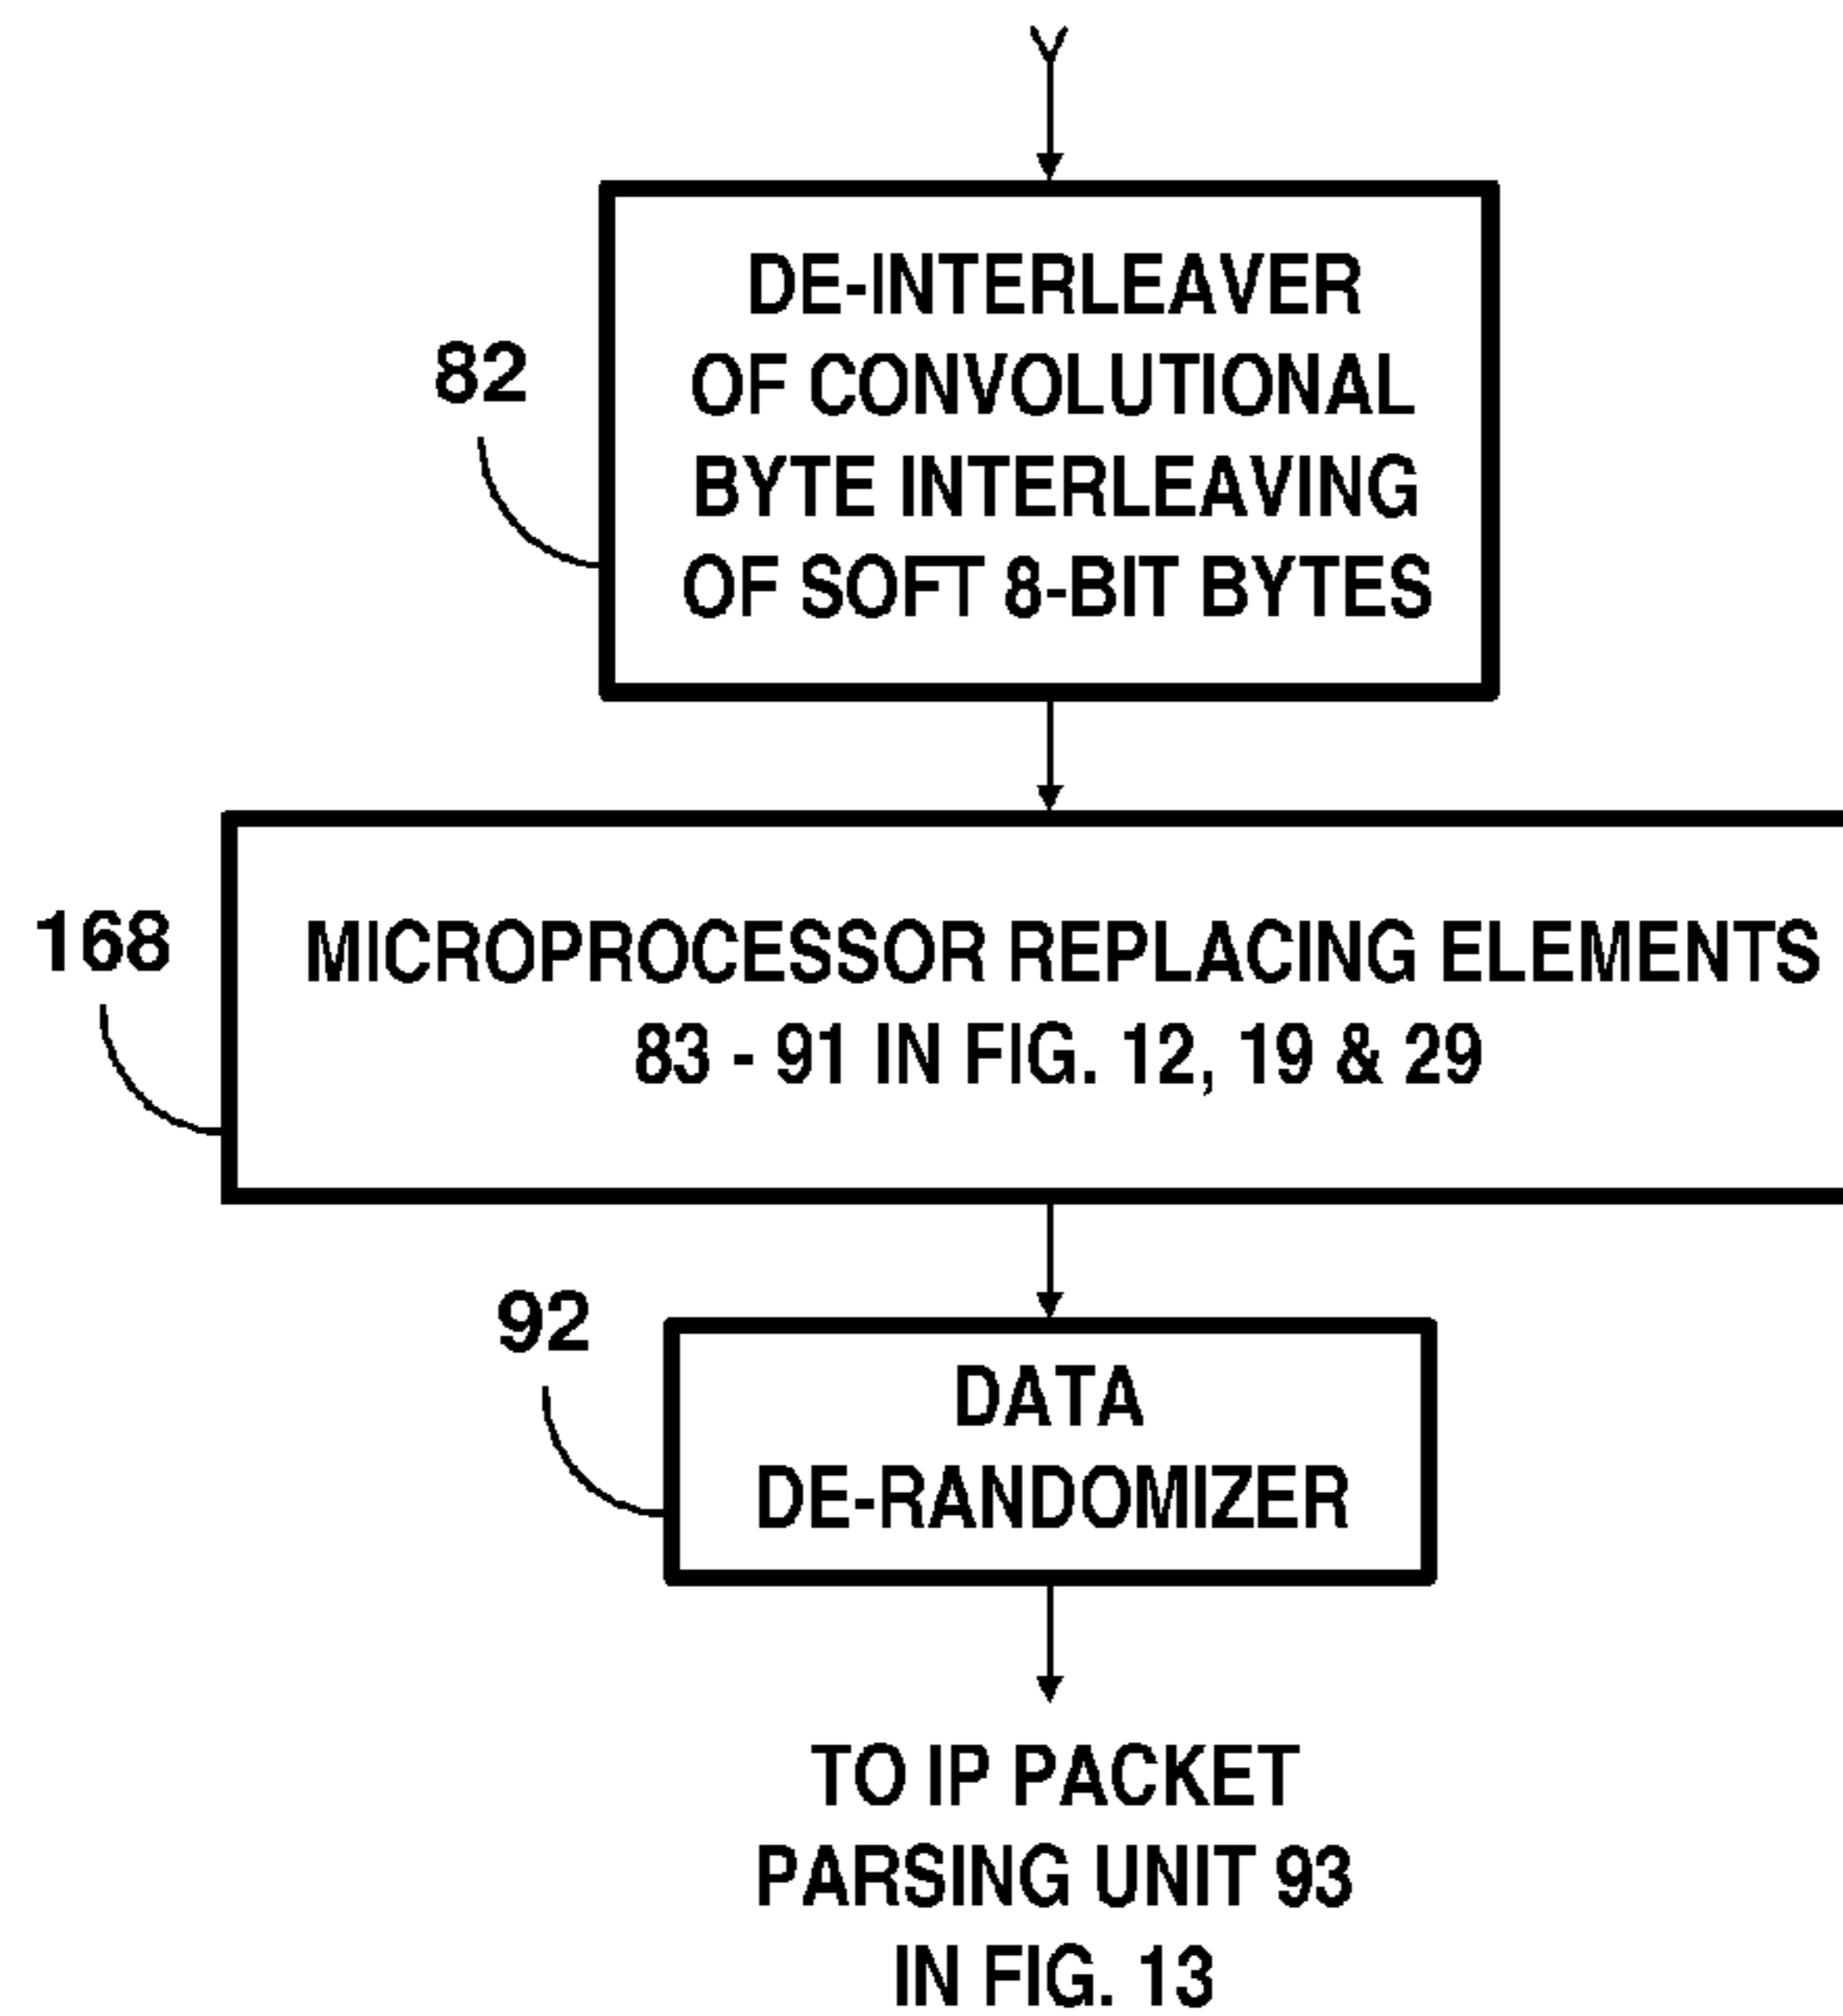 DE-INTERLEAVER
OF CONVOLUTIONAL
BYTE INTERLEAVING
OF SOFT 8-BIT BYTES
82
MICROPROCESSOR REPLACING ELEMENTS
83 - 91 IN FIG. 12, 19 & 29
168
92
DATA
DE-RANDOMIZER
TO IP PACKET
PARSING UNIT 93
IN FIG. 13